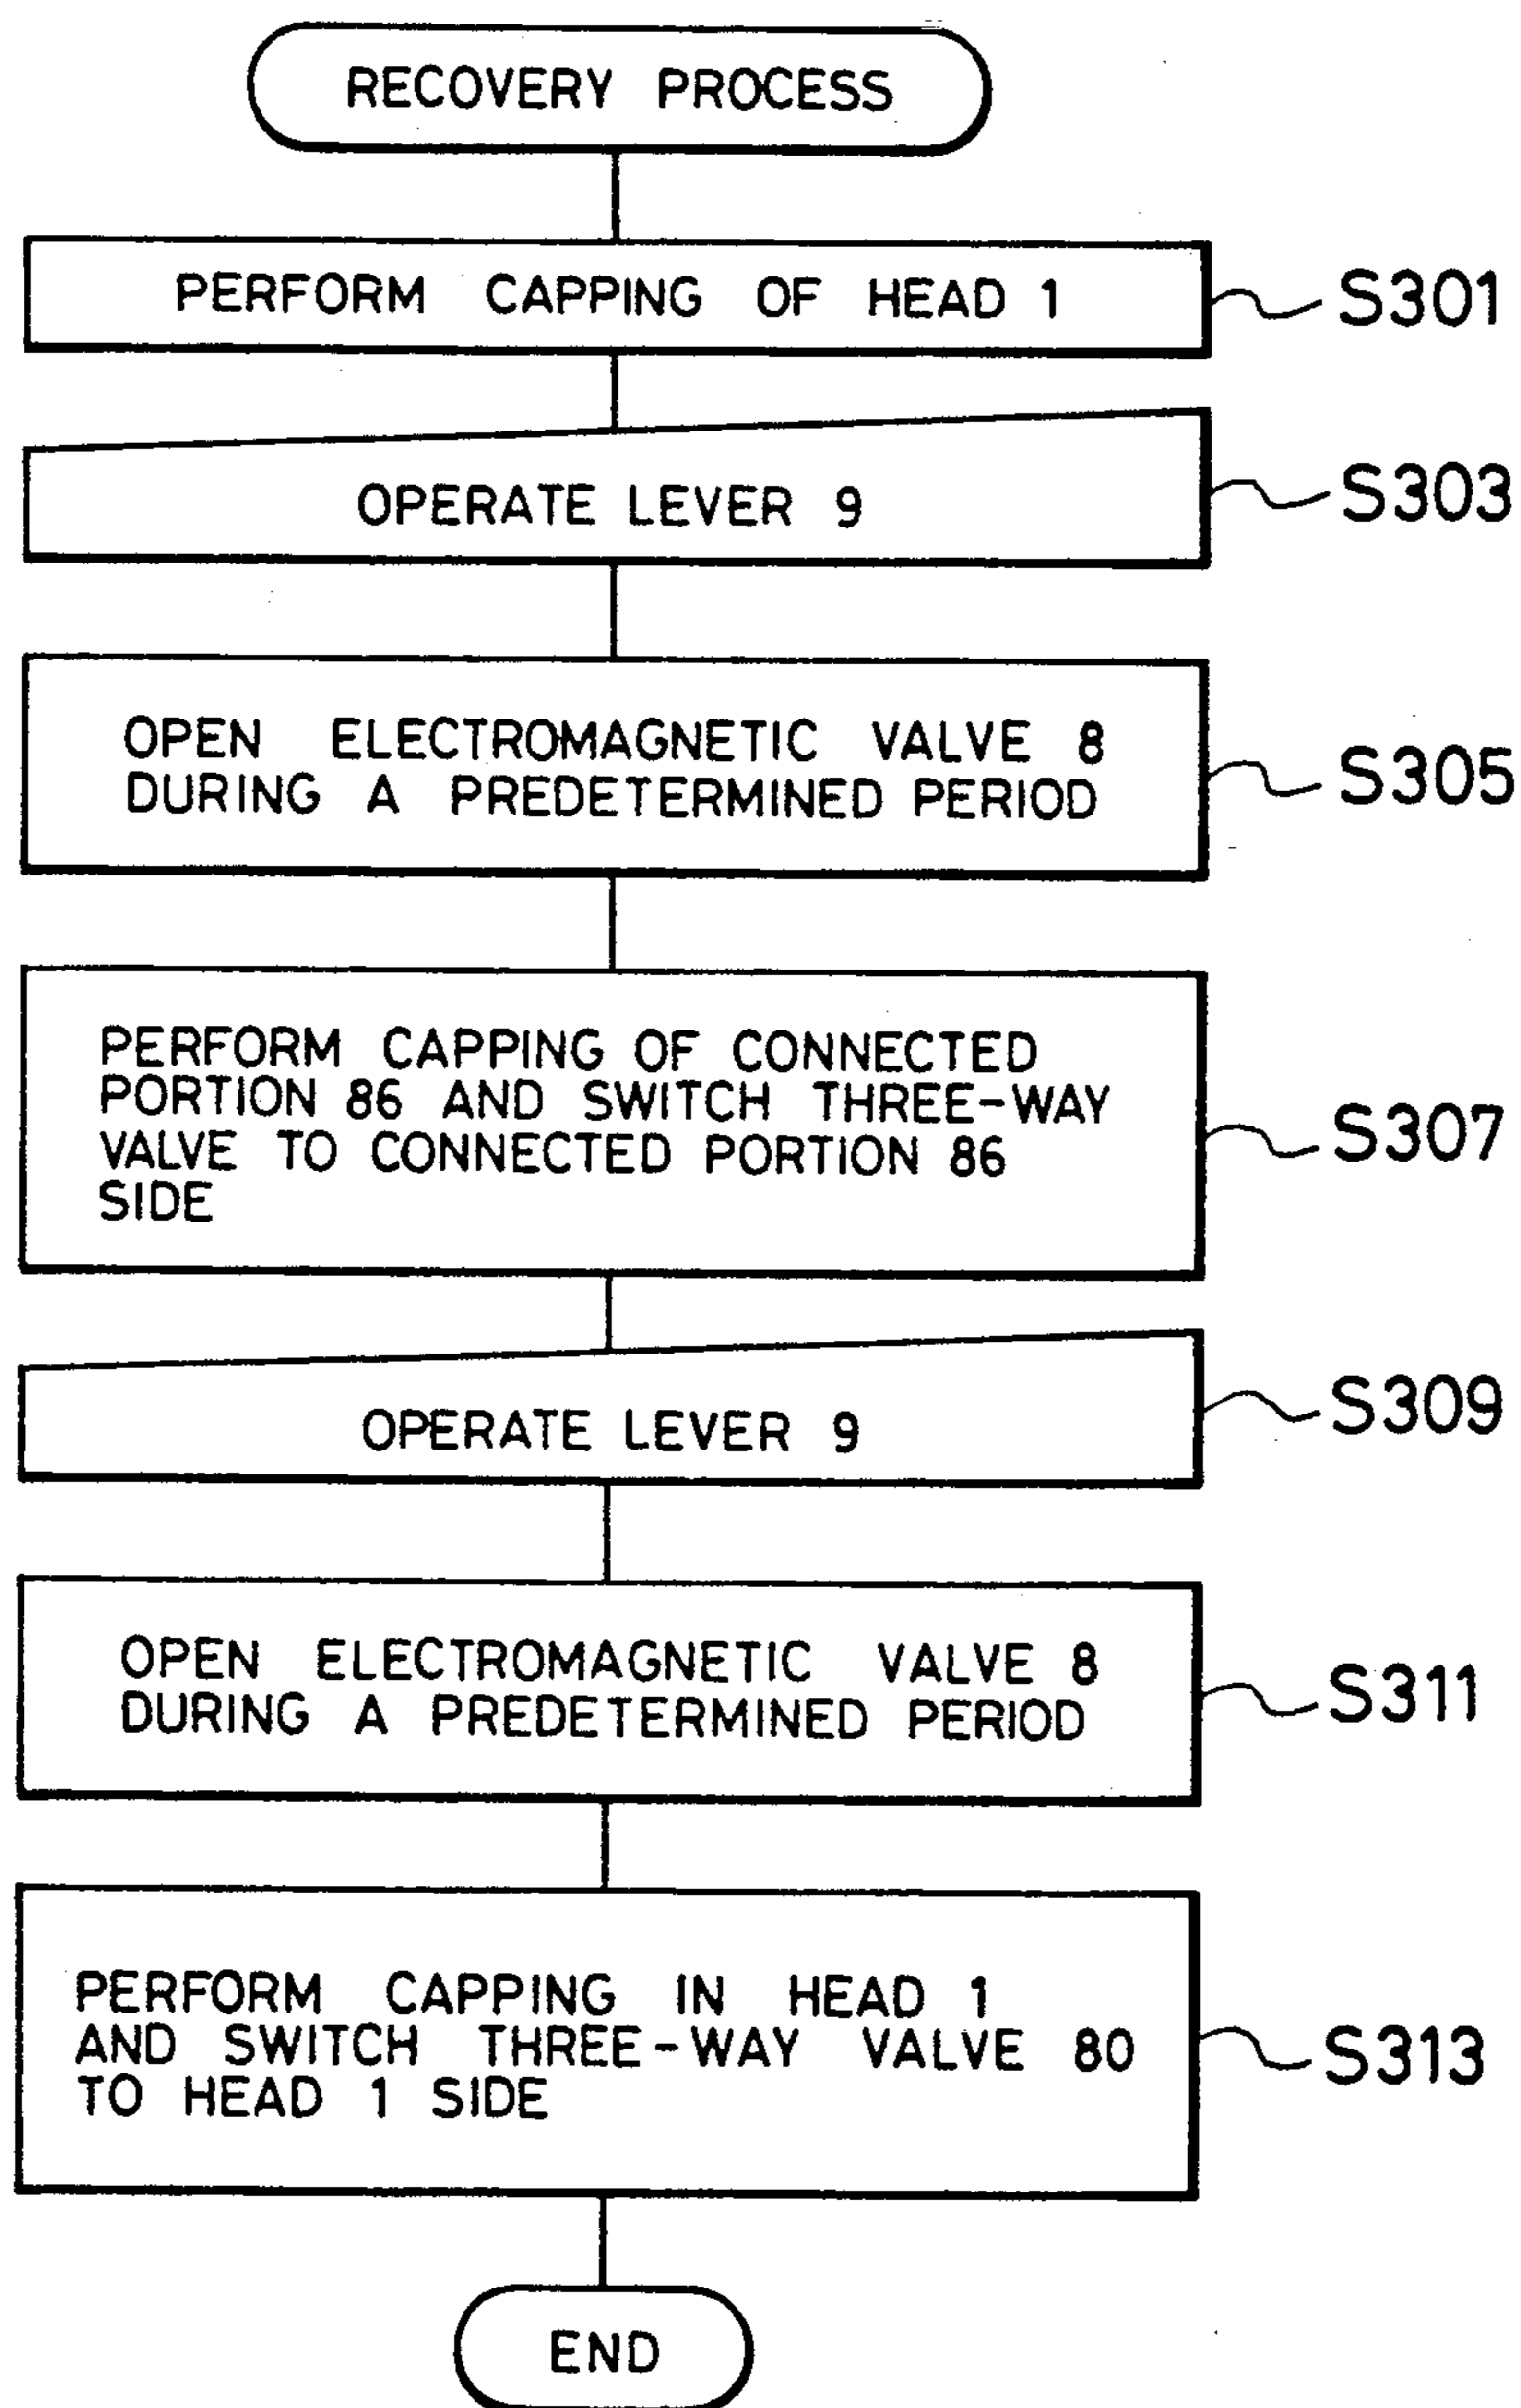 RECOVERY PROCESS
PERFORM CAPPING OF HEAD 1
S301
OPERATE LEVER 9
S303
OPEN ELECTROMAGNETIC VALVE 8
DURING A PREDETERMINED PERIOD
S305
PERFORM CAPPING OF CONNECTED
PORTION 86 AND SWITCH THREE-WAY
VALVE TO CONNECTED PORTION 86
SIDE
S307
OPERATE LEVER 9
S309
OPEN ELECTROMAGNETIC VALVE 8
DURING A PREDETERMINED PERIOD
S311
PERFORM CAPPING IN HEAD 1
AND SWITCH THREE-WAY VALVE 80
TO HEAD 1 SIDE
S313
END